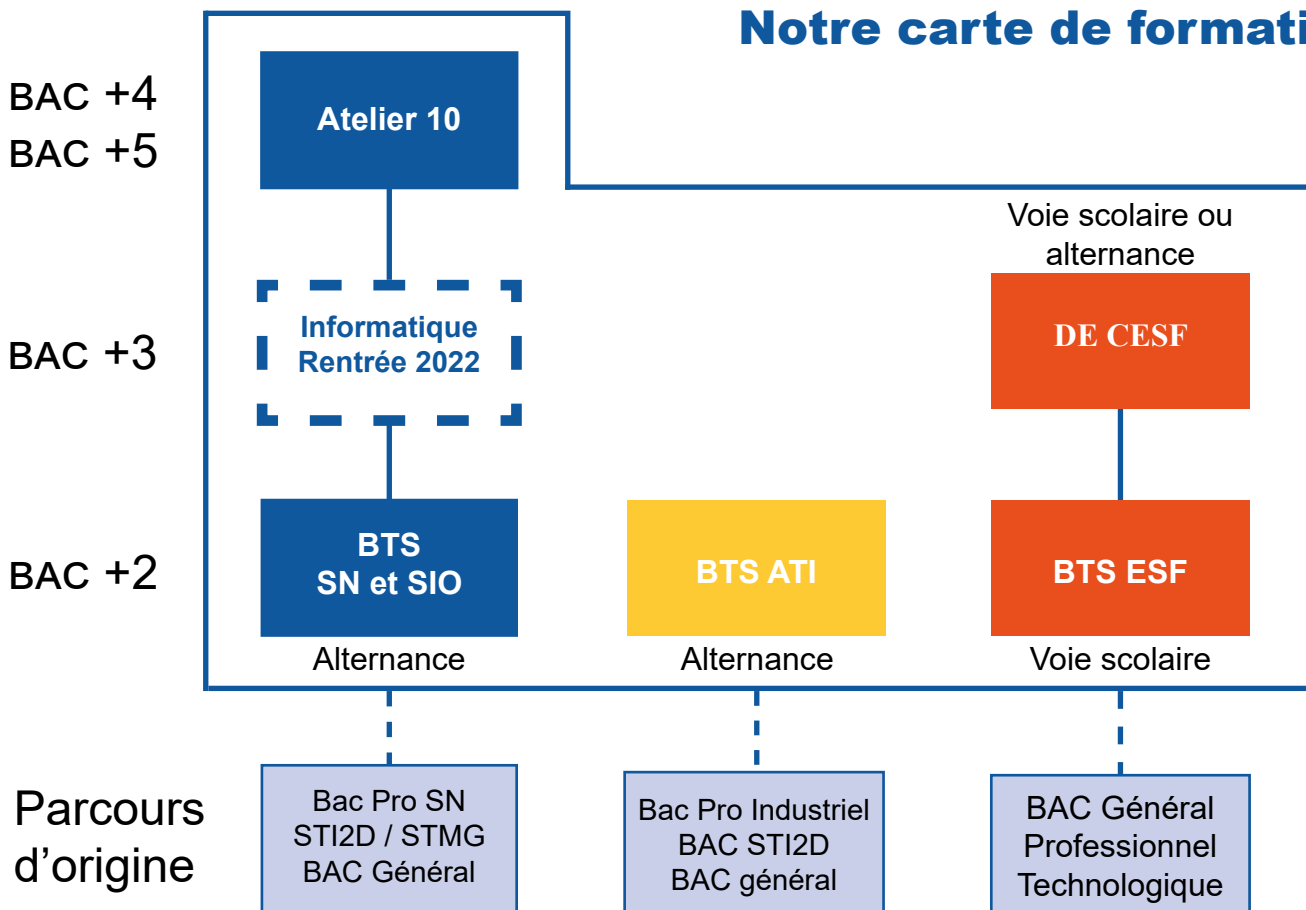 Notre carte de formati
BAC +4
BAC +5
Atelier 10
Voie scolaire ou
alternance
BAC +3
Informatique
Rentrée 2022
DE CESF
BAC +2
BTS
SN et SIO
BTS ATI
BTS ESF
Alternance
Alternance
Voie scolaire
Parcours
d’origine
Bac Pro SN
STI2D / STMG
BAC Général
Bac Pro Industriel
BAC STI2D
BAC général
BAC Général
Professionnel
Technologique